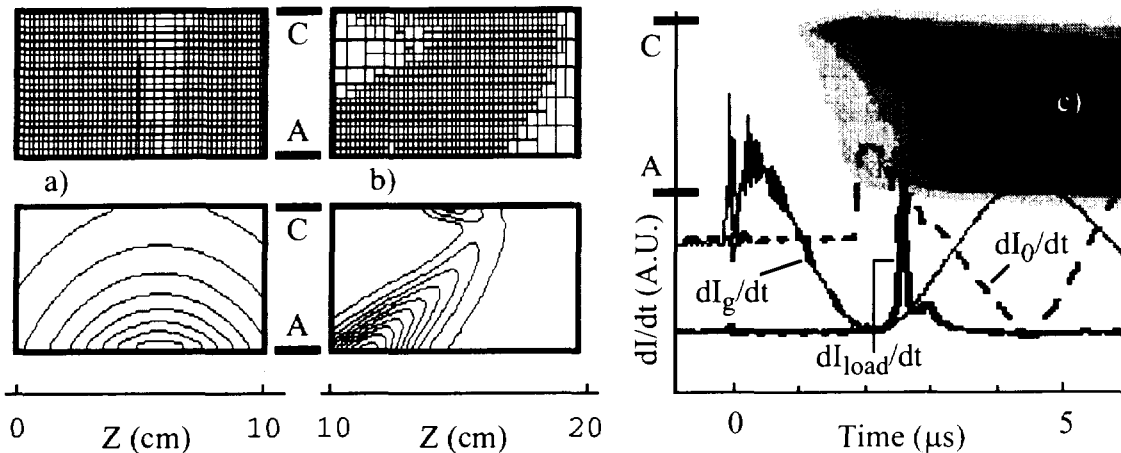 C
A
a)
b)
C
A
0
10
10
20
Z (cm)
Z (cm)
C
A
c)
dI/dt (A.U.)
dIg/dt
dIload/dt
dI0/dt
0
5
Time (μs)